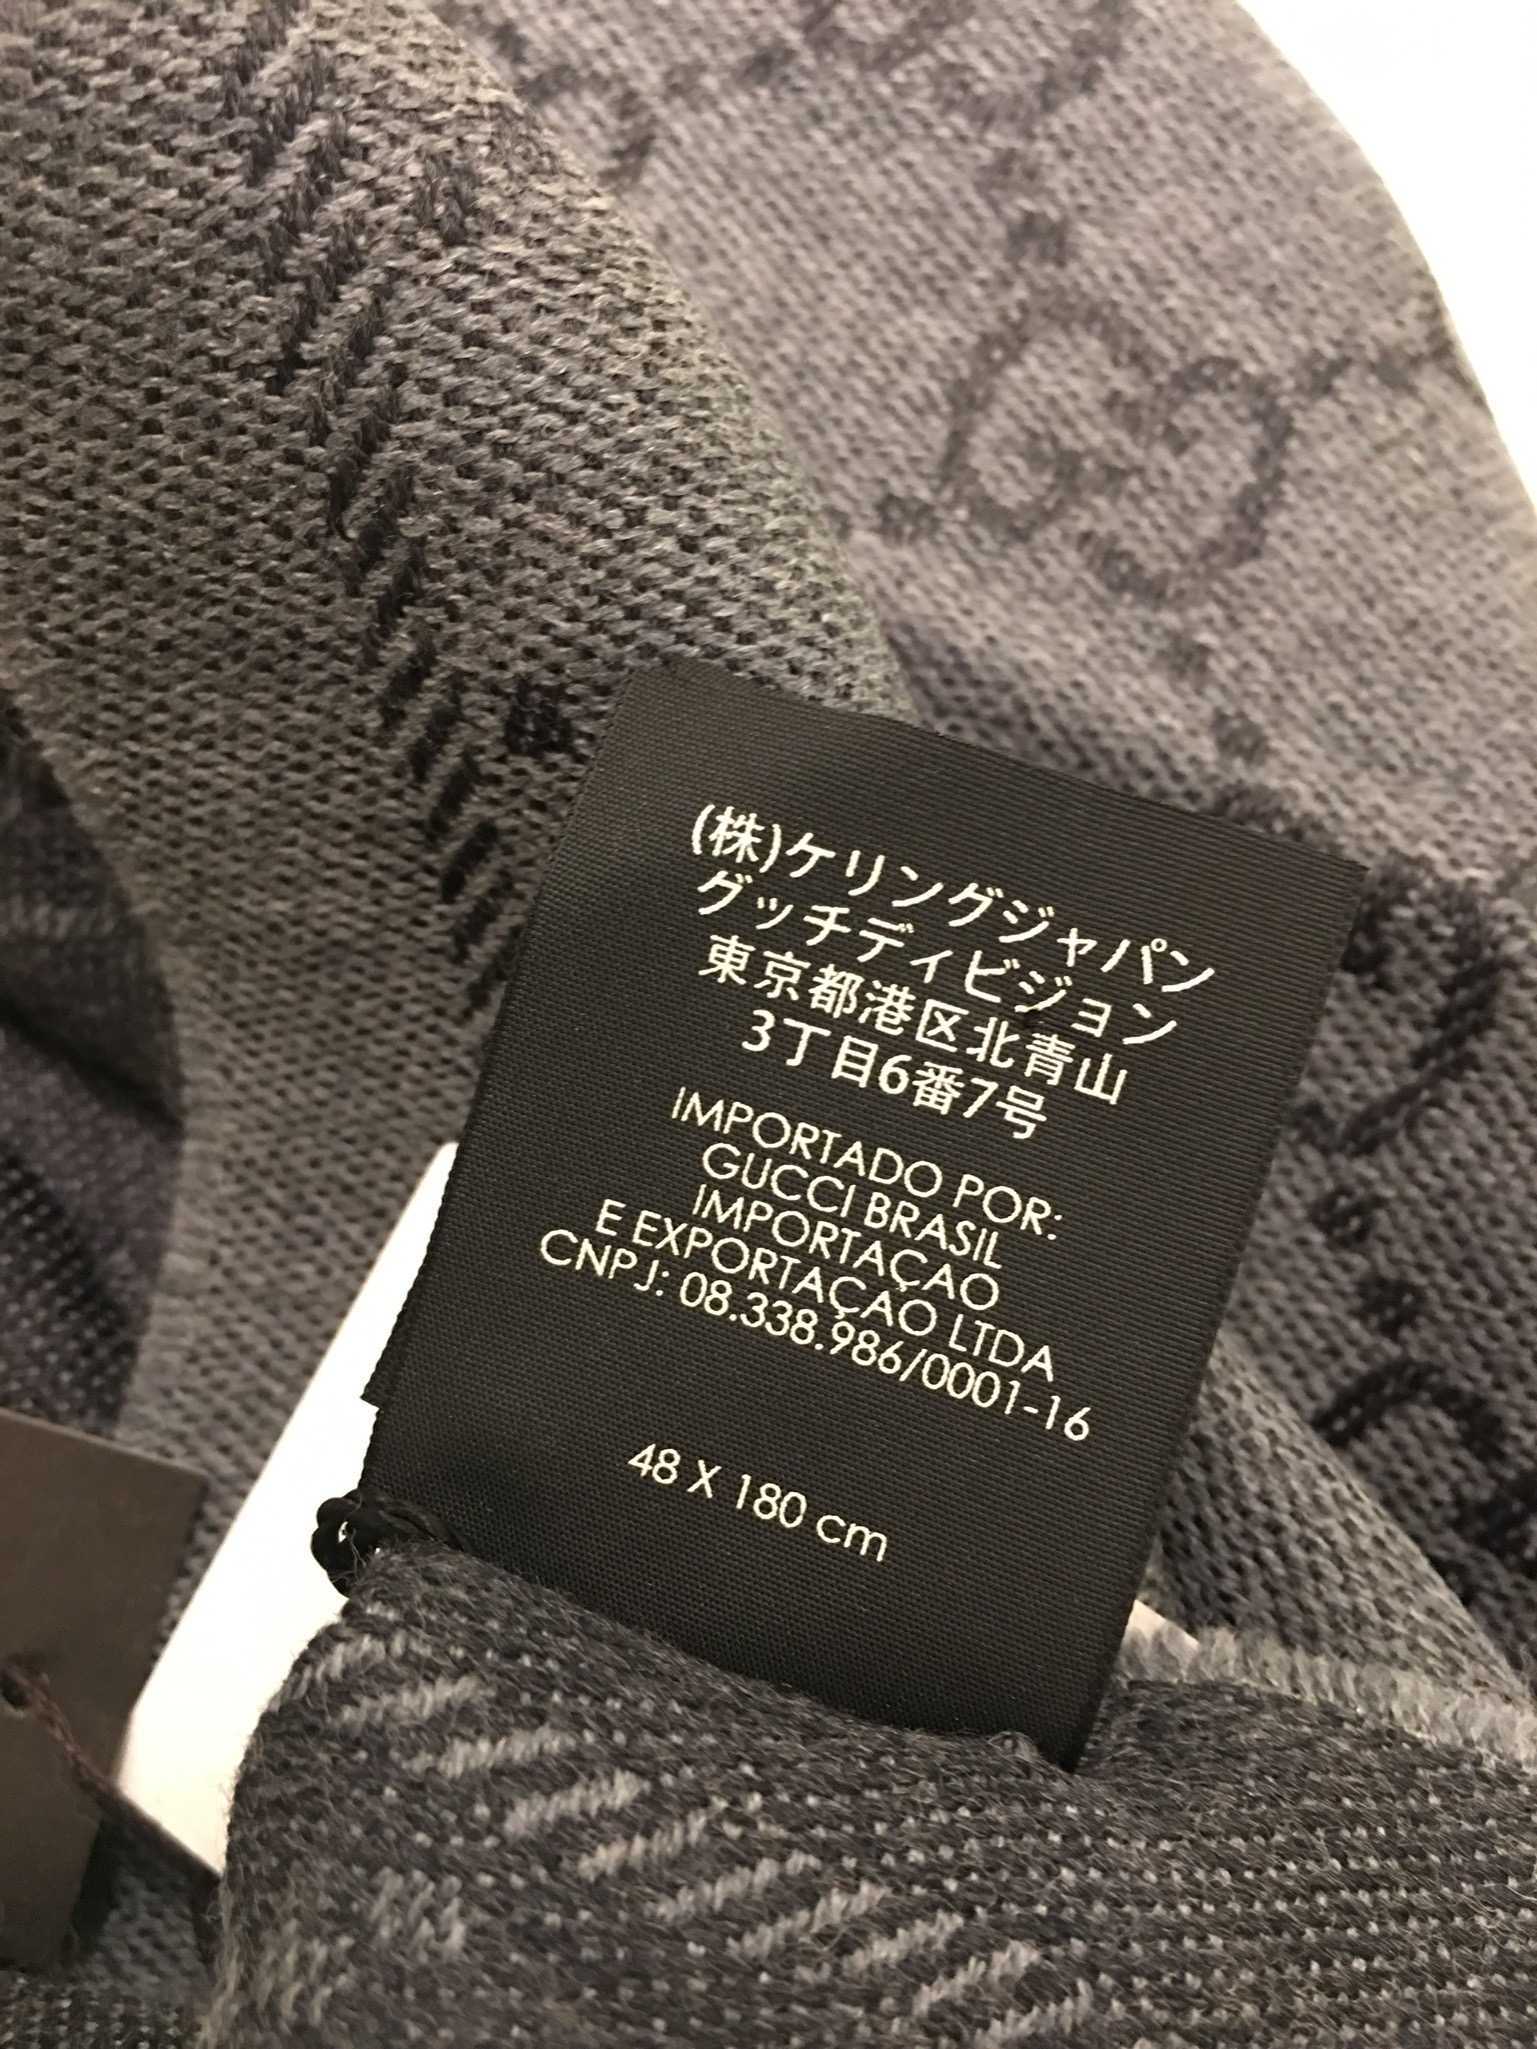 (株)ケリングジャパン
グッチディビジョン
東京都港区北青山
3丁目6番7号
IMPORTADO POR:
GUCCI BRASIL
IMPORTAÇAO
E EXPORTAÇAO LTDA
CNPJ: 08.338.986/0001-16
48 X 180 cm